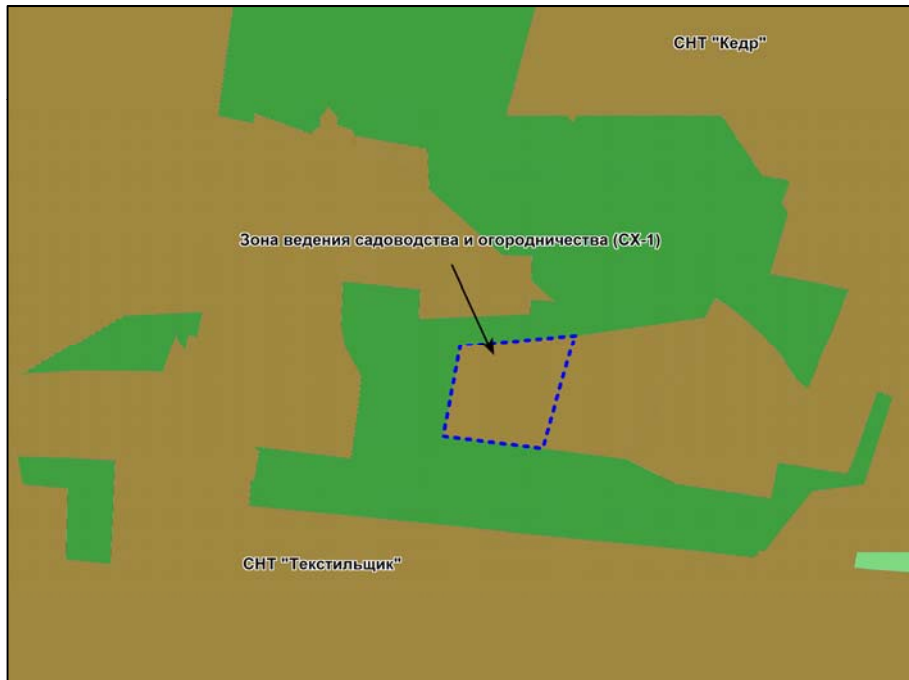 СНТ "Кедр"
Зона ведения садоводства и огородничества (СХ-1)
СНТ "Текстильщик"